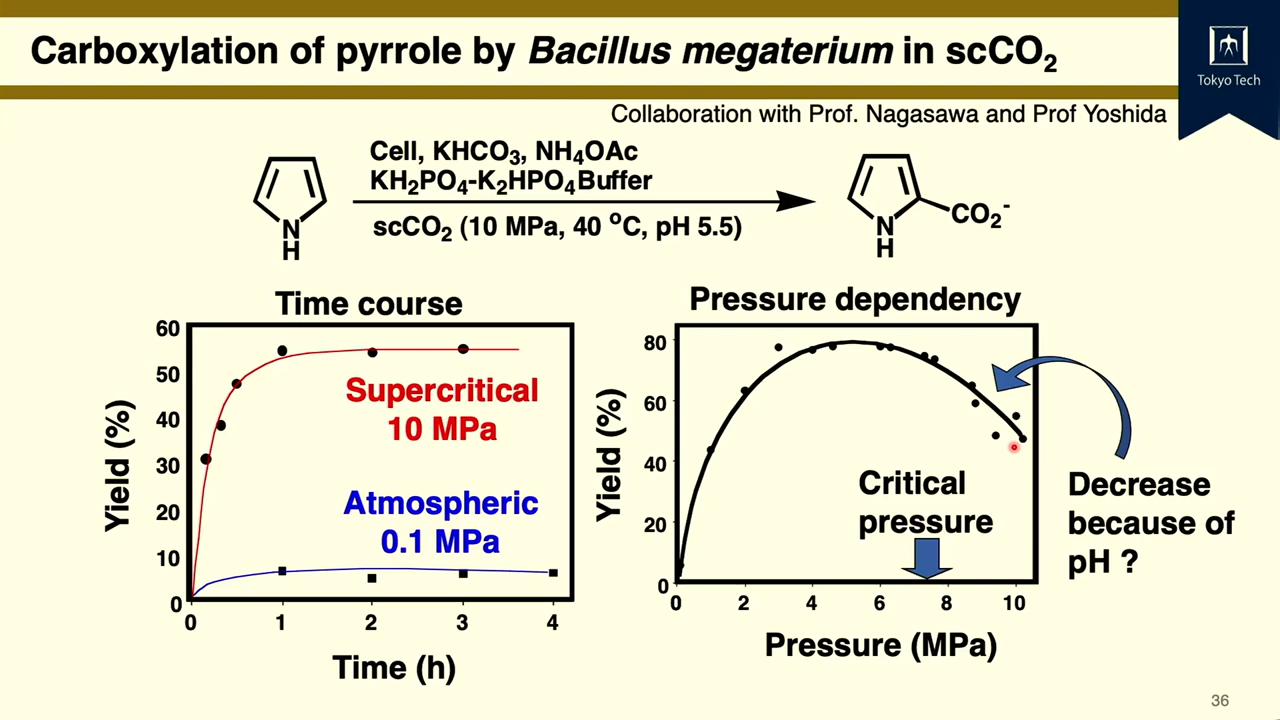 Carboxylation of pyrrole by Bacillus megaterium in scCO₂
Tokyo Tech
Collaboration with Prof. Nagasawa and Prof Yoshida
Cell, KHCO₃, NH₄OAc
KH₂PO₄-K₂HPO₄Buffer
scCO₂ (10 MPa, 40 ºC, pH 5.5)
N
H
N
H
CO₂⁻
Time course
60
50
40
30
20
10
0
Yield (%)
Supercritical
10 MPa
Atmospheric
0.1 MPa
0 1 2 3 4
Time (h)
Pressure dependency
80
60
40
20
0
Yield (%)
Critical
pressure
0 2 4 6 8 10
Pressure (MPa)
Decrease
because of
pH ?
36